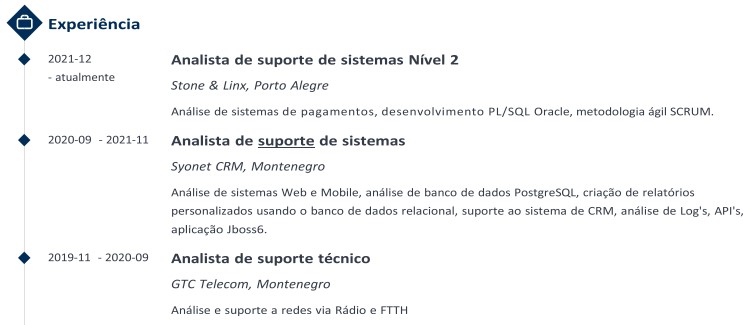 Experiência
2021-12
- atualmente
Analista de suporte de sistemas Nível 2
Stone & Linx, Porto Alegre
Análise de sistemas de pagamentos, desenvolvimento PL/SQL Oracle, metodologia ágil SCRUM.
2020-09 - 2021-11
Analista de suporte de sistemas
Syonet CRM, Montenegro
Análise de sistemas Web e Mobile, análise de banco de dados PostgreSQL, criação de relatórios
personalizados usando o banco de dados relacional, suporte ao sistema de CRM, análise de Log's, API's,
aplicação Jboss6.
2019-11 - 2020-09
Analista de suporte técnico
GTC Telecom, Montenegro
Análise e suporte a redes via Rádio e FTTH